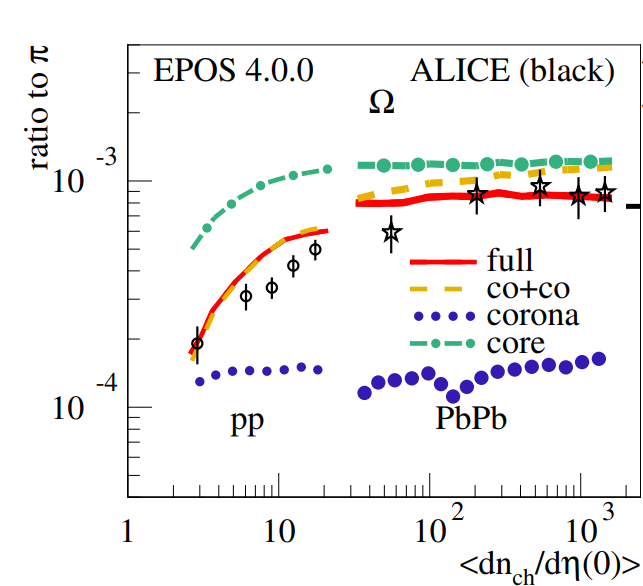 ratio to π
EPOS 4.0.0
ALICE (black)
Ω
10 -3
full
co+co
corona
core
10 -4
pp
PbPb
1
10
10 2
10 3
<dn_ch/dη(0)>